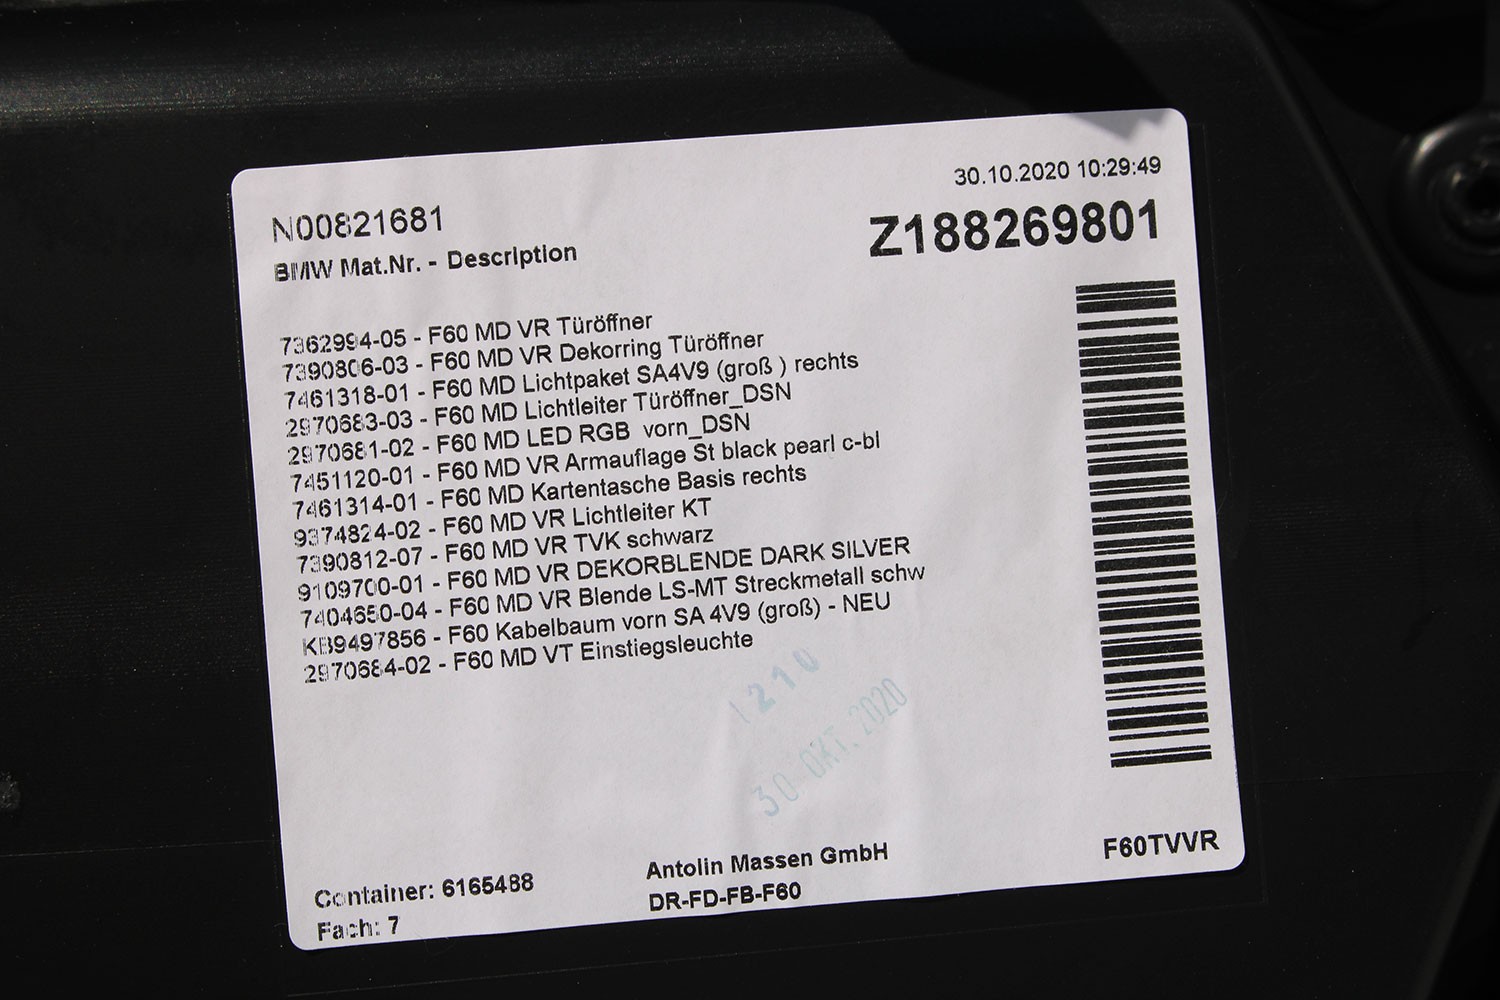 30.10.2020 10:29:49
N00821681
Z188269801
BMW Mat.Nr. - Description
7362994-05 - F60 MD VR Türöffner
7390806-03 - F60 MD VR Dekorring Türöffner
7461318-01 - F60 MD Lichtpaket SA4V9 (groß ) rechts
2970683-03 - F60 MD Lichtleiter Türöffner_DSN
2970681-02 - F60 MD LED RGB vorn_DSN
7451120-01 - F60 MD VR Armauflage St black pearl c-bl
7461314-01 - F60 MD Kartentasche Basis rechts
9374824-02 - F60 MD VR Lichtleiter KT
7390812-07 - F60 MD VR TVK schwarz
9109700-01 - F60 MD VR DEKORBLENDE DARK SILVER
7404650-04 - F60 MD VR Blende LS-MT Streckmetall schw
KB9497856 - F60 Kabelbaum vorn SA 4V9 (groß) - NEU
2970684-02 - F60 MD VT Einstiegsleuchte
1210
30. OKT. 2020
Container: 6165488
Fach: 7
Antolin Massen GmbH
DR-FD-FB-F60
F60TVVR